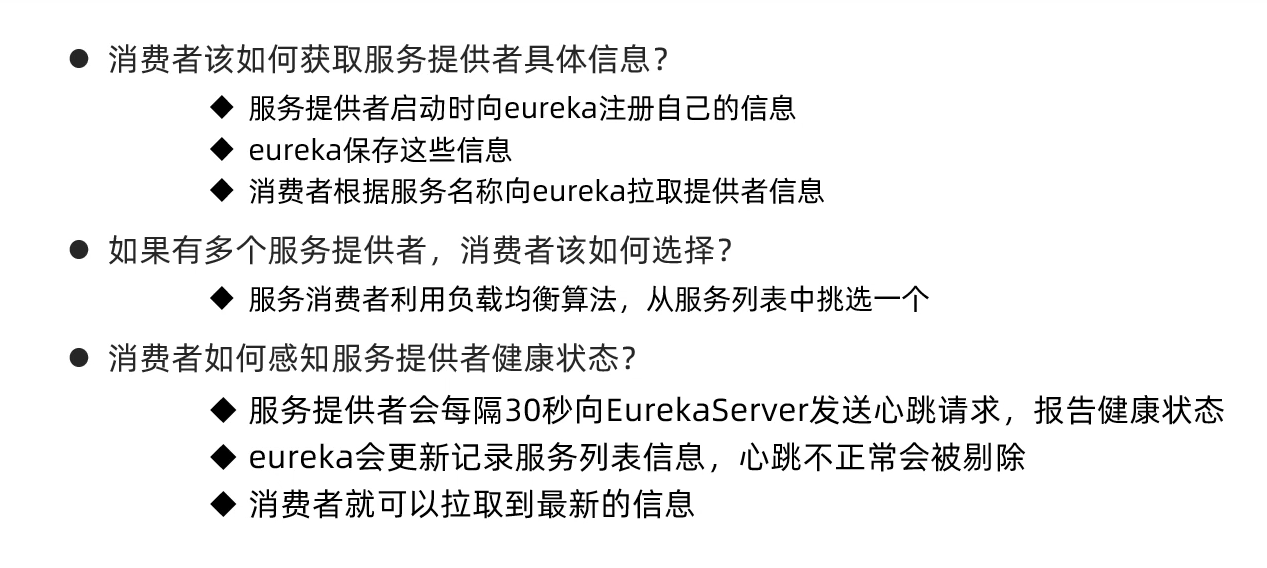 ● 消费者该如何获取服务提供者具体信息？
◆ 服务提供者启动时向eureka注册自己的信息
◆ eureka保存这些信息
◆ 消费者根据服务名称向eureka拉取提供者信息
● 如果有多个服务提供者，消费者该如何选择？
◆ 服务消费者利用负载均衡算法，从服务列表中挑选一个
● 消费者如何感知服务提供者健康状态？
◆ 服务提供者会每隔30秒向EurekaServer发送心跳请求，报告健康状态
◆ eureka会更新记录服务列表信息，心跳不正常会被剔除
◆ 消费者就可以拉取到最新的信息